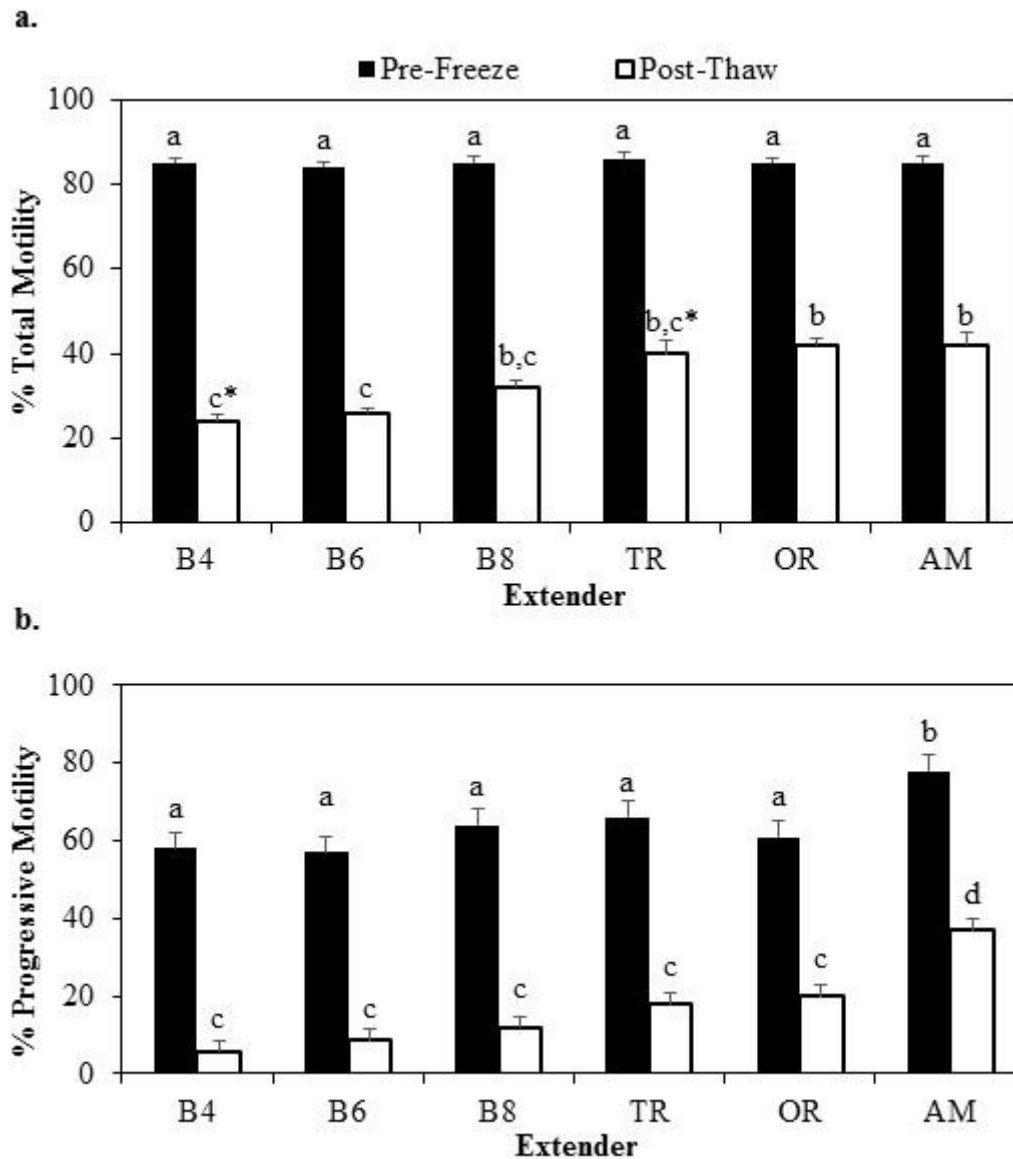 a.
■Pre-Freeze □Post-Thaw
100
a a a a a a
80
60
% Total Motility
b,c* b b
40
b,c
c* c
20
0
B4 B6 B8 TR OR AM
Extender
b.
100
b
80
a a a a a
60
% Progressive Motility
40
d
c c c c c
20
0
B4 B6 B8 TR OR AM
Extender